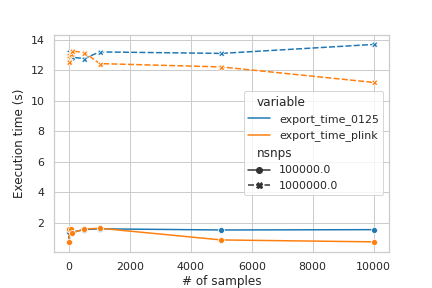 14
12
10
8
6
4
2
Execution time (s)
variable
export_time_0125
export_time_plink
nsnps
100000.0
1000000.0
0 2000 4000 6000 8000 10000
# of samples